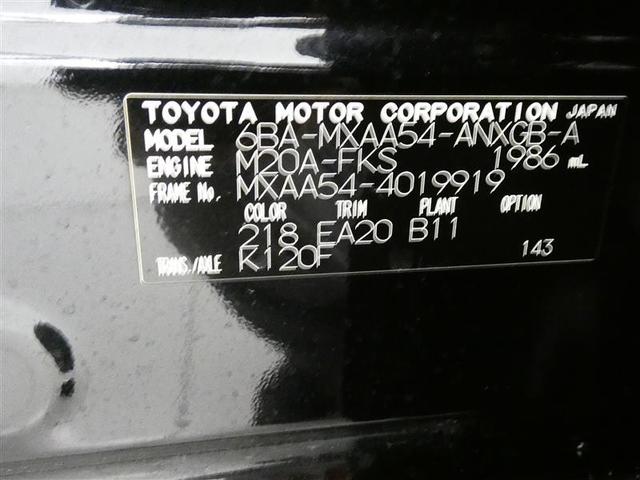 TOYOTA MOTOR CORPORATION JAPAN
MODEL 6BA-MXAA54-ANXGB-A
ENGINE M20A-FKS 1986 mL
FRAME No. MXAA54-4019919
COLOR TRIM PLANT OPTION
218 EA20 B11
TRANS./AXLE K120F 143